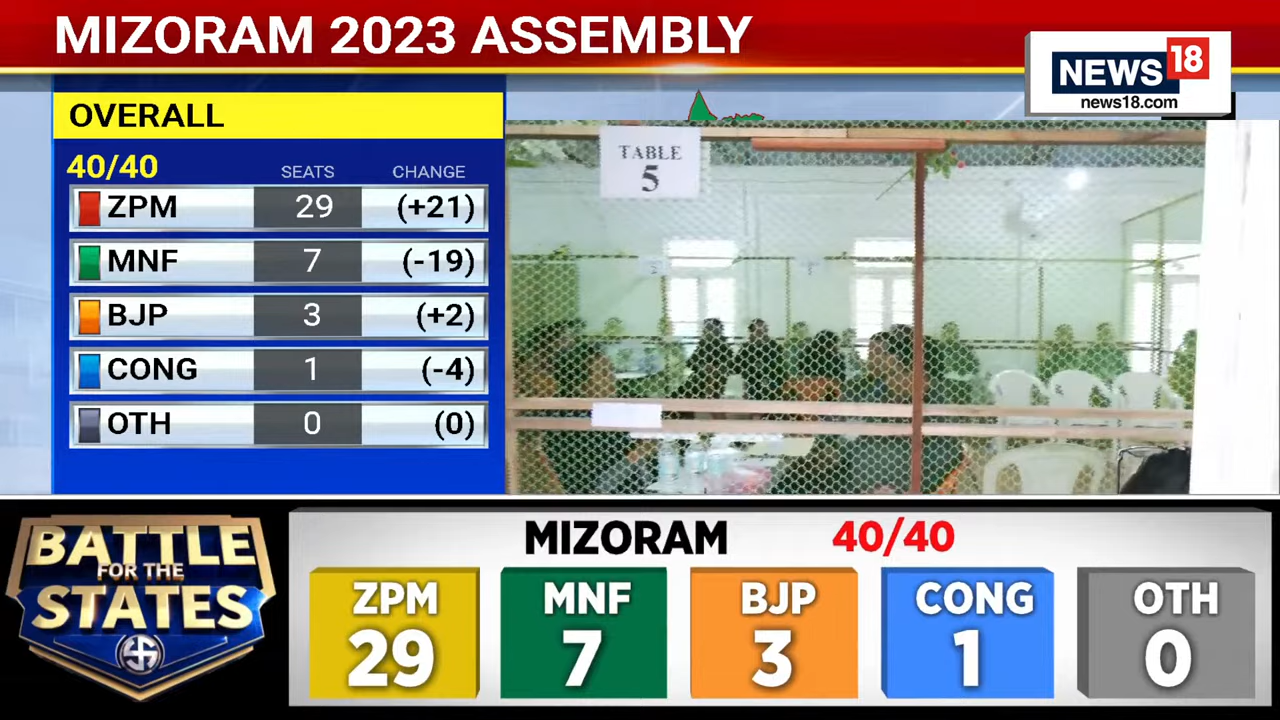 MIZORAM 2023 ASSEMBLY
NEWS 18
news18.com
OVERALL
40/40 SEATS CHANGE
ZPM 29 (+21)
MNF 7 (-19)
BJP 3 (+2)
CONG 1 (-4)
OTH 0 (0)
TABLE
5
BATTLE
FOR THE
STATES
MIZORAM 40/40
ZPM MNF BJP CONG OTH
29 7 3 1 0